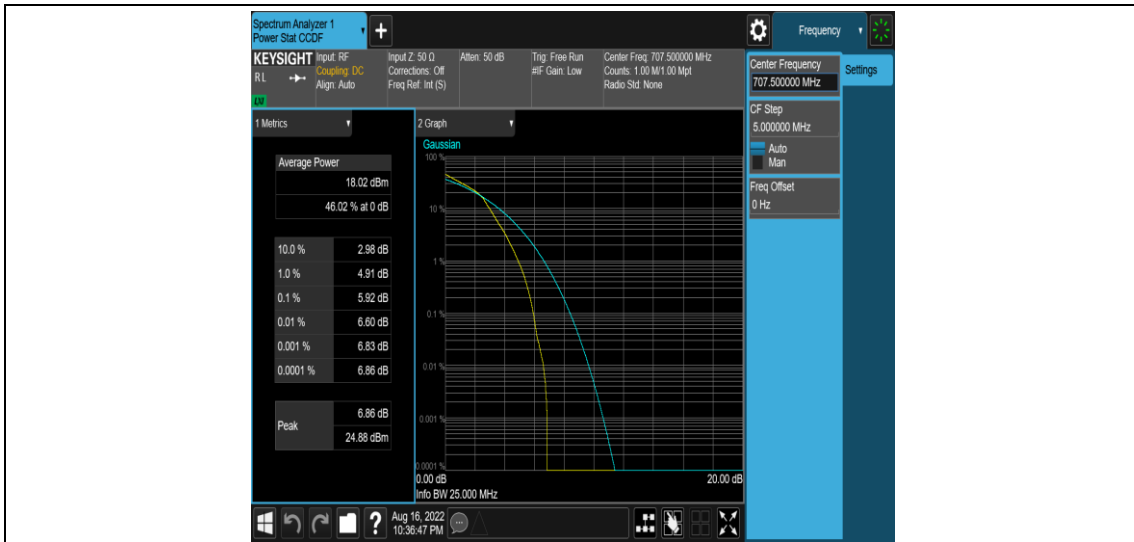 Spectrum Analyzer 1
Power Stat CCDF
+
Frequency
KEYSIGHT
RL
LXI
Input: RF
Coupling: DC
Align: Auto
Input Z: 50 Ω
Corrections: Off
Freq Ref: Int (S)
Atten: 50 dB
Trig: Free Run
#IF Gain: Low
Center Freq: 707.500000 MHz
Counts: 1.00 M/1.00 Mpt
Radio Std: None
Center Frequency
707.500000 MHz
Settings
CF Step
5.000000 MHz
Auto
Man
Freq Offset
0 Hz
1 Metrics
Average Power
18.02 dBm
46.02 % at 0 dB
10.0 % 2.98 dB
1.0 % 4.91 dB
0.1 % 5.92 dB
0.01 % 6.60 dB
0.001 % 6.83 dB
0.0001 % 6.86 dB
Peak
6.86 dB
24.88 dBm
2 Graph
Gaussian
100 %
10 %
1 %
0.1 %
0.01 %
0.001 %
0.0001 %
0.00 dB 20.00 dB
Info BW 25.000 MHz
?
Aug 16, 2022
10:36:47 PM